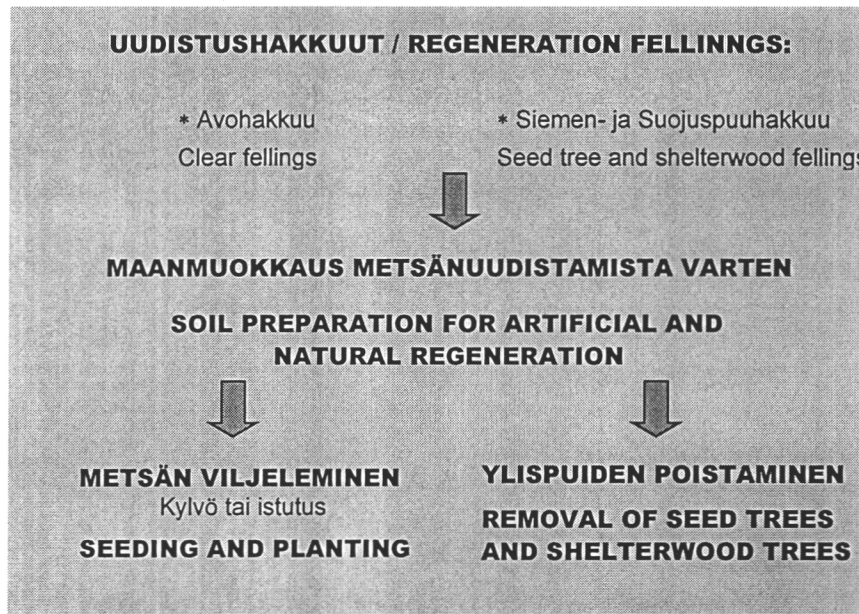 UUDISTUSHAKKUUT / REGENERATION FELLINNGS:
* Avohakkuu
Clear fellings
* Siemen- ja Suojuspuuhakkuu
Seed tree and shelterwood fellings
MAANMUOKKAUS METSÄNUUDISTAMISTA VARTEN
SOIL PREPARATION FOR ARTIFICIAL AND
NATURAL REGENERATION
METSÄN VILJELEMINEN
Kylvö tai istutus
SEEDING AND PLANTING
YLISPUIDEN POISTAMINEN
REMOVAL OF SEED TREES
AND SHELTERWOOD TREES